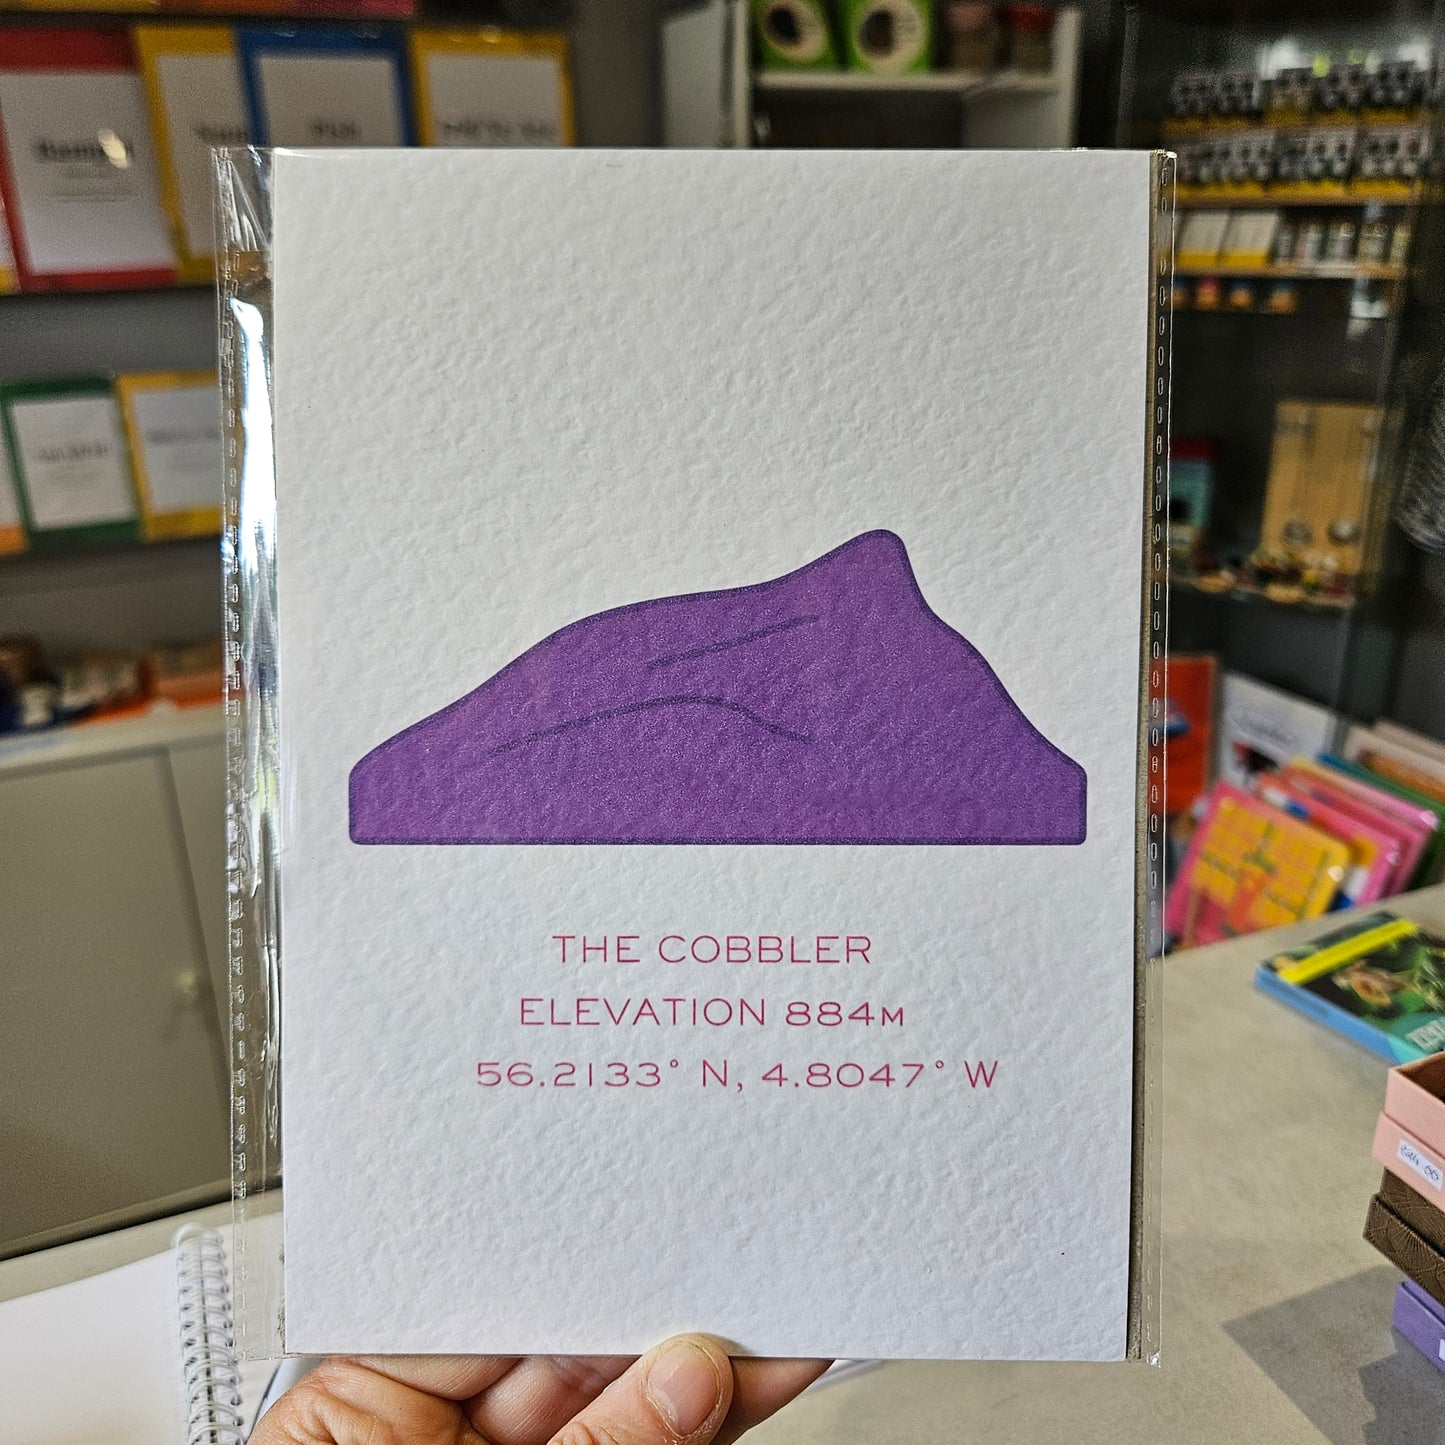 THE COBBLER
ELEVATION 884M
56.2133° N, 4.8047° W